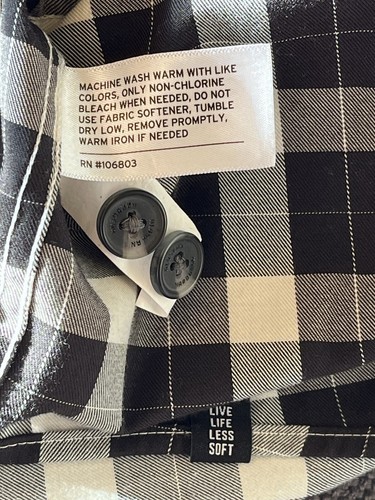 MACHINE WASH WARM WITH LIKE
COLORS, ONLY NON-CHLORINE
BLEACH WHEN NEEDED, DO NOT
USE FABRIC SOFTENER, TUMBLE
DRY LOW, REMOVE PROMPTLY,
WARM IRON IF NEEDED
RN #106803
LIVE
LIFE
LESS
SOFT